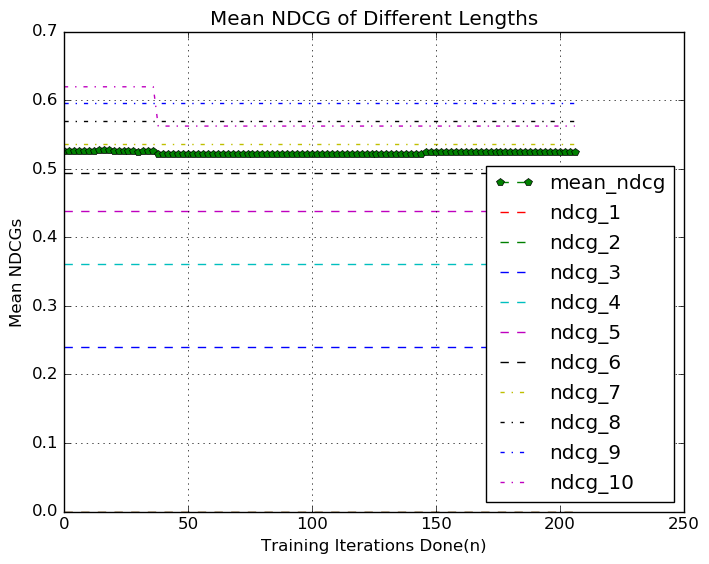 Mean NDCG of Different Lengths
0.7
0.6
0.5
0.4
0.3
0.2
0.1
0.0
Mean NDCGs
mean_ndcg
ndcg_1
ndcg_2
ndcg_3
ndcg_4
ndcg_5
ndcg_6
ndcg_7
ndcg_8
ndcg_9
ndcg_10
0 50 100 150 200 250
Training Iterations Done(n)